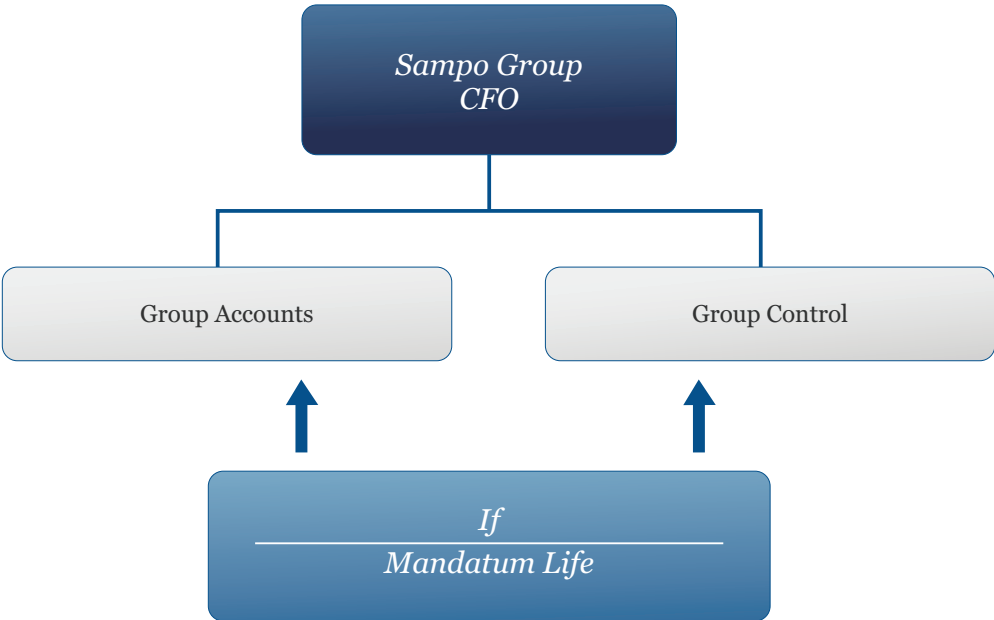 Sampo Group
CFO
Group Accounts
Group Control
If
Mandatum Life